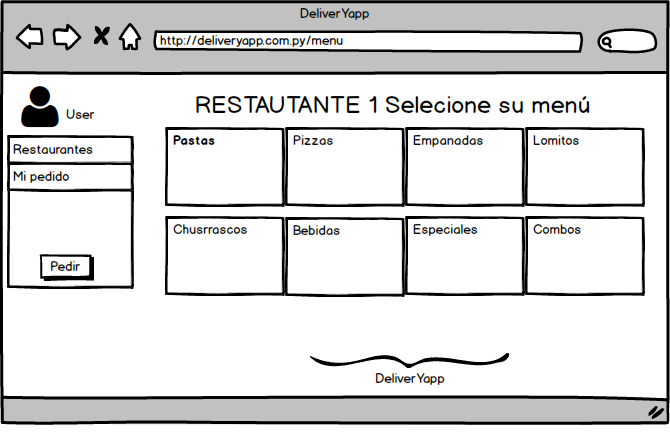 DeliverYapp
http://deliveryapp.com.py/menu
User
RESTAUTANTE 1 Selecione su menú
Restaurantes
Mi pedido
Pedir
Pastas
Pizzas
Empanadas
Lomitos
Chusrrascos
Bebidas
Especiales
Combos
DeliverYapp